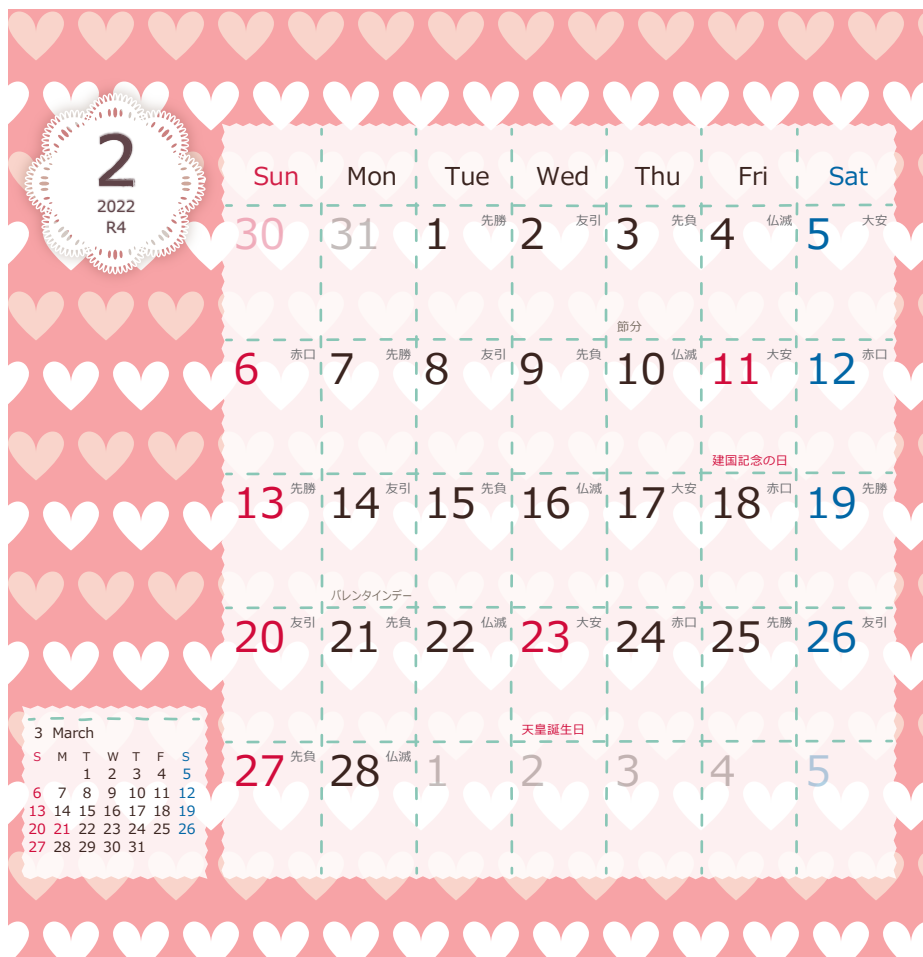 2
2022
R4
Sun Mon Tue Wed Thu Fri Sat
30 31 1 先勝 2 友引 3 先負 4 仏滅 5 大安
節分
6 赤口 7 先勝 8 友引 9 先負 10 仏滅 11 大安 12 赤口
建国記念の日
13 先勝 14 友引 15 先負 16 仏滅 17 大安 18 赤口 19 先勝
バレンタインデー
20 友引 21 先負 22 仏滅 23 大安 24 赤口 25 先勝 26 友引
天皇誕生日
27 先負 28 仏滅 1 2 3 4 5
3 March
S M T W T F S
1 2 3 4 5
6 7 8 9 10 11 12
13 14 15 16 17 18 19
20 21 22 23 24 25 26
27 28 29 30 31